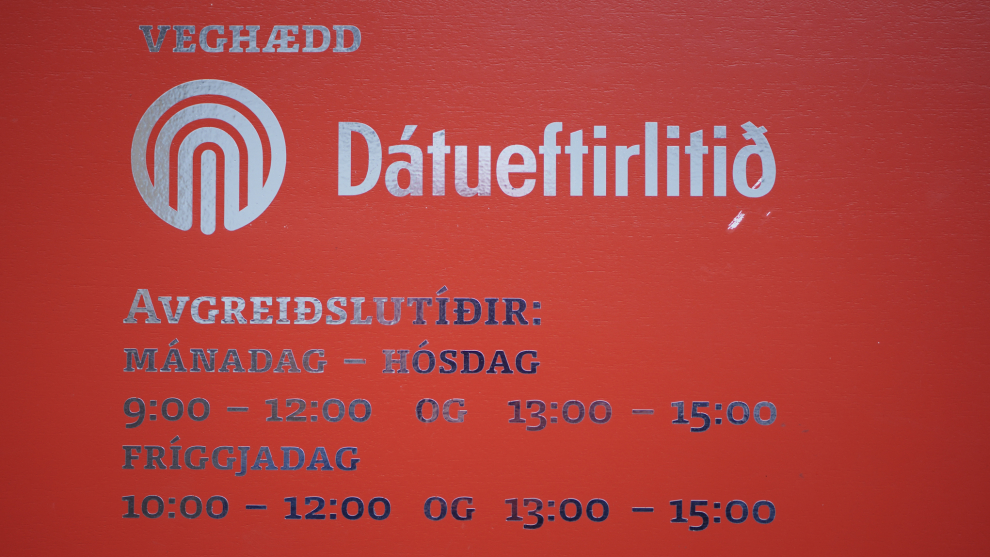 VEGHÆDD
Dátueftirlitið
AVGREIÐSLUTÍÐIR:
MÁNADAG – HÓSDAG
9:00 – 12:00 OG 13:00 – 15:00
FRÍGGJADAG
10:00 – 12:00 OG 13:00 – 15:00